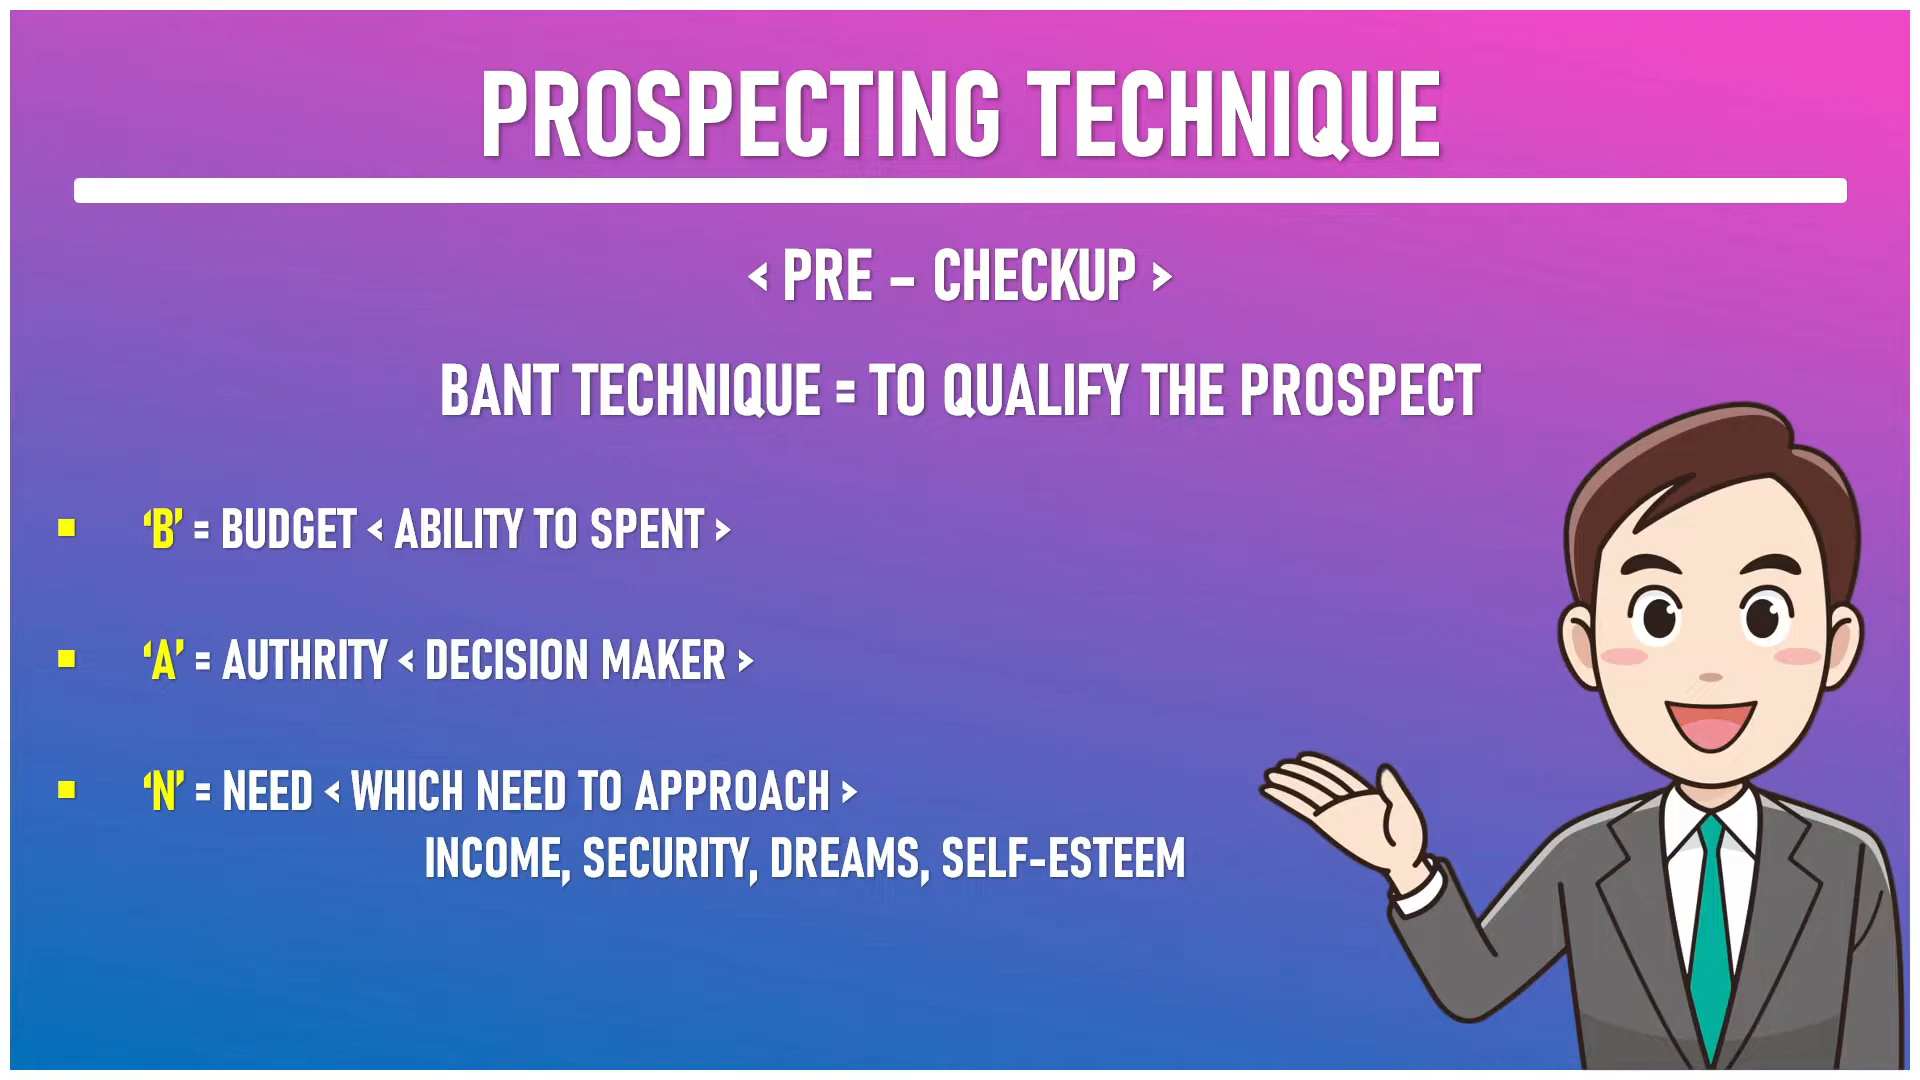 PROSPECTING TECHNIQUE
< PRE – CHECKUP >
BANT TECHNIQUE = TO QUALIFY THE PROSPECT
‘B’ = BUDGET < ABILITY TO SPENT >
‘A’ = AUTHRITY < DECISION MAKER >
‘N’ = NEED < WHICH NEED TO APPROACH >
INCOME, SECURITY, DREAMS, SELF-ESTEEM